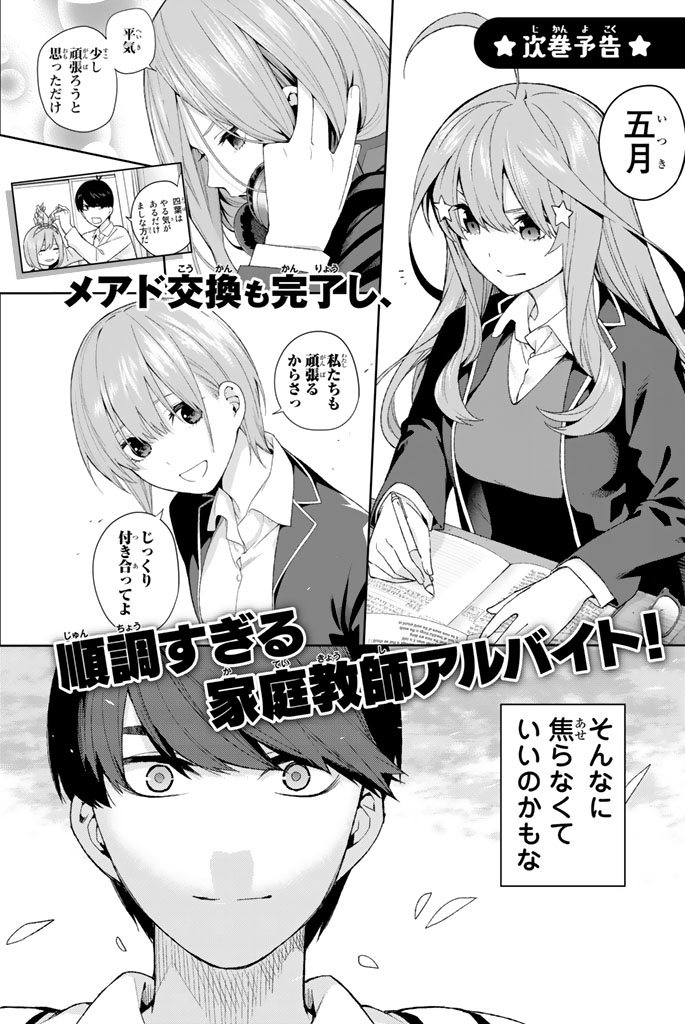 ★次巻予告★
五月
平気
少し
頑張ろうと
思っただけ
四葉は
やる気が
あるだけ
ましな方だ
メアド交換も完了し、
私たちも
頑張る
からさっ
じっくり
付き合ってよ
順調すぎる
家庭教師アルバイト！
そんなに
焦らなくて
いいのかもな